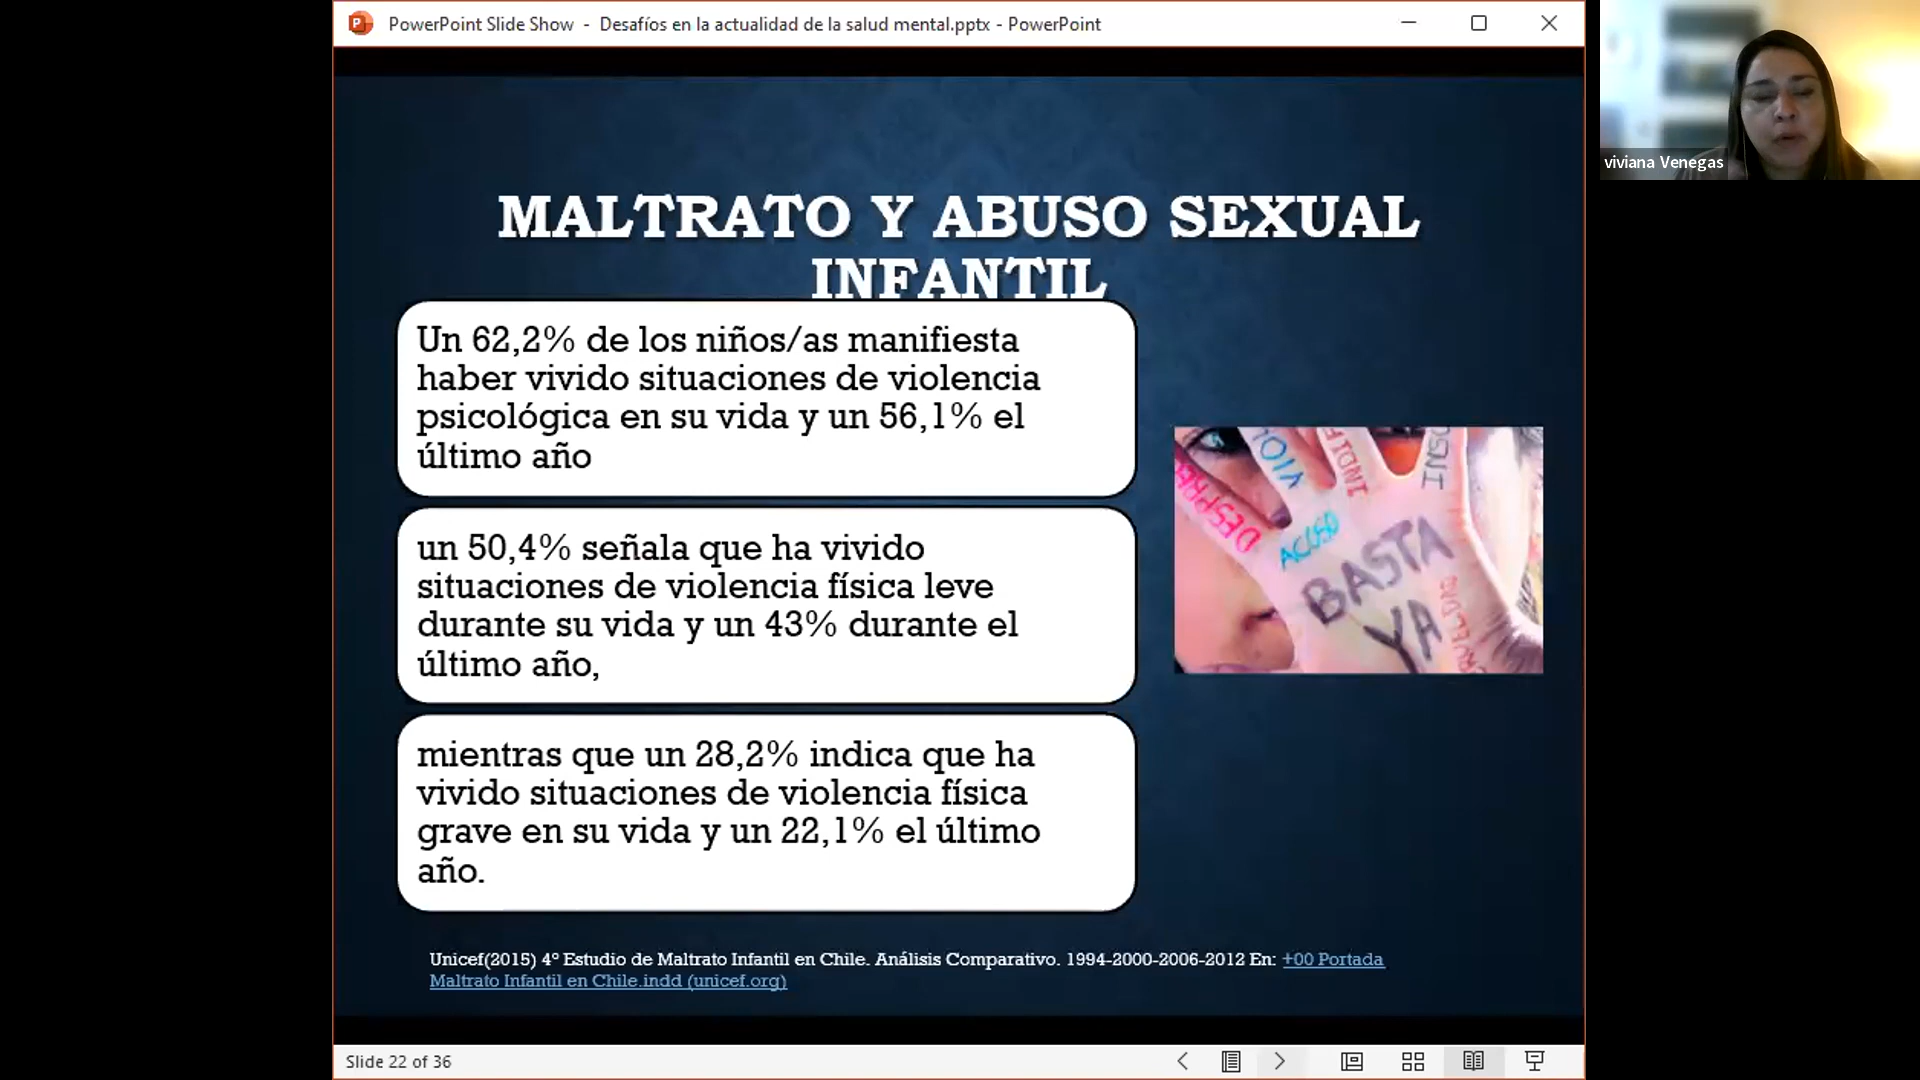 PowerPoint Slide Show - Desafíos en la actualidad de la salud mental.pptx - PowerPoint
viviana Venegas
MALTRATO Y ABUSO SEXUAL
INFANTIL
Un 62,2% de los niños/as manifiesta
haber vivido situaciones de violencia
psicológica en su vida y un 56,1% el
último año
un 50,4% señala que ha vivido
situaciones de violencia física leve
durante su vida y un 43% durante el
último año,
mientras que un 28,2% indica que ha
vivido situaciones de violencia física
grave en su vida y un 22,1% el último
año.
DESPRE
VIOL
INDIF
INSU
ACOSO
BASTA
YA
Unicef(2015) 4° Estudio de Maltrato Infantil en Chile. Análisis Comparativo. 1994-2000-2006-2012 En: +00 Portada
Maltrato Infantil en Chile.indd (unicef.org)
Slide 22 of 36